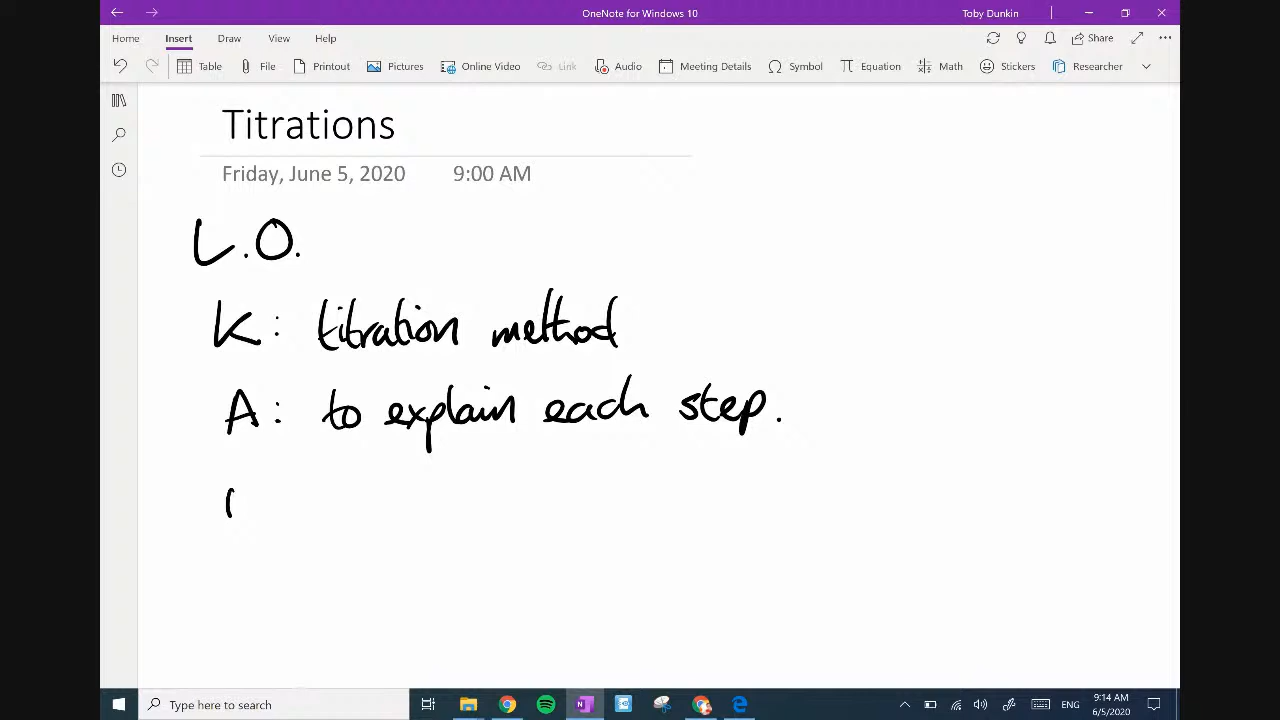 OneNote for Windows 10
Toby Dunkin
Home Insert Draw View Help
Share
Table File Printout Pictures Online Video Link Audio Meeting Details Symbol Equation Math Stickers Researcher
Titrations
Friday, June 5, 2020 9:00 AM
L.O.
K: titration method
A: to explain each step.
Type here to search
ENG
9:14 AM
6/5/2020